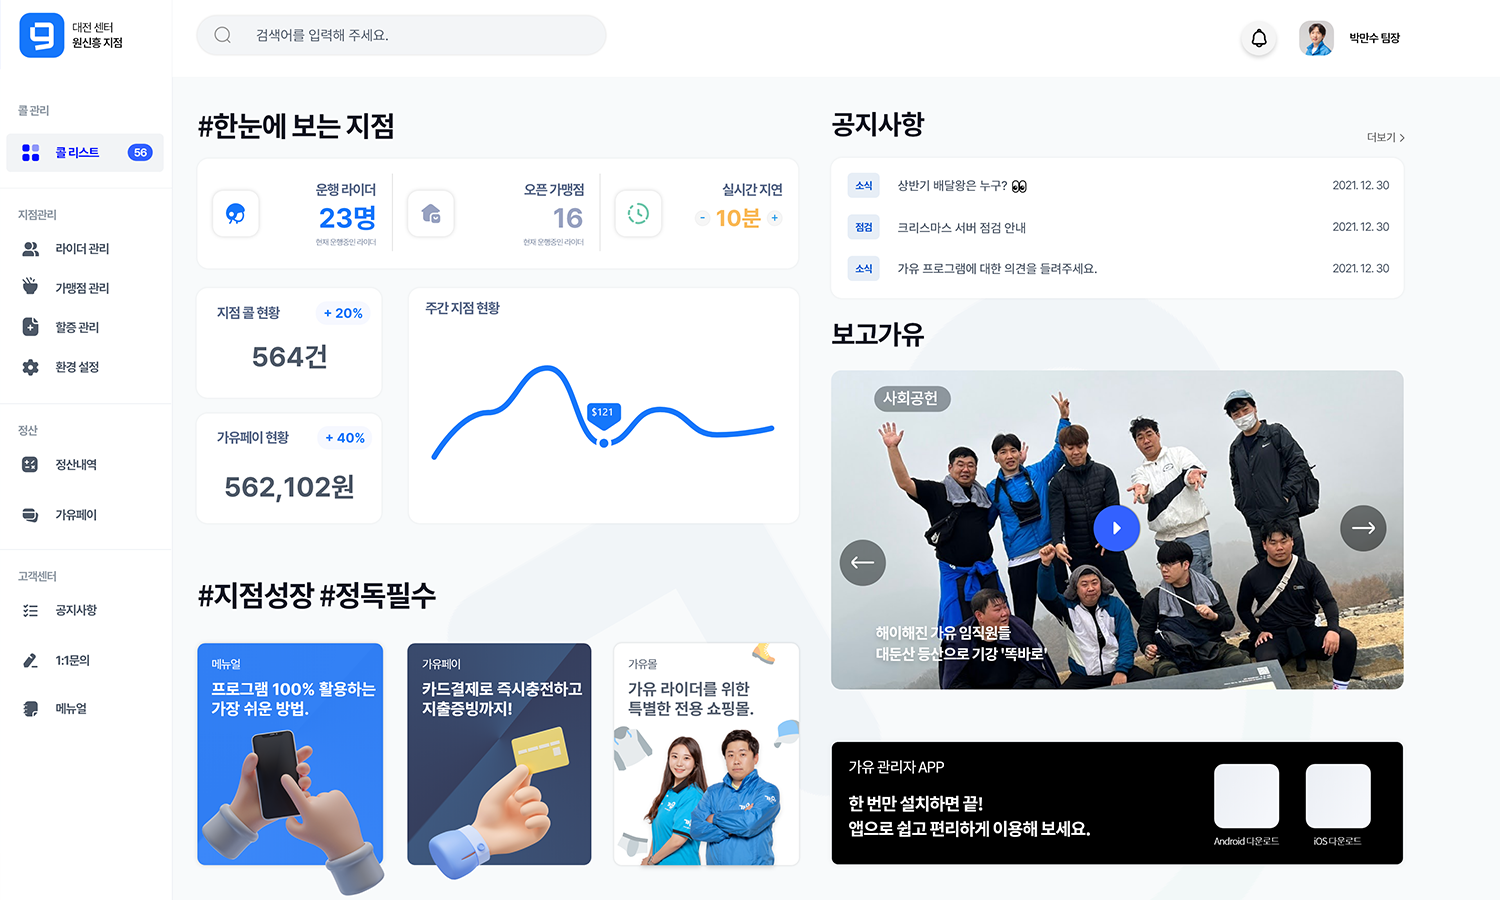 대전 센터
원신흥 지점
검색어를 입력해 주세요.
박만수 팀장
콜 관리
콜 리스트
56
지점관리
라이더 관리
가맹점 관리
할증 관리
환경 설정
정산
정산내역
가유페이
고객센터
공지사항
1:1문의
메뉴얼
#한눈에 보는 지점
운행 라이더
23명
현재 운행중인 라이더
오픈 가맹점
16
현재 운행중인 라이더
실시간 지연
- 10분 +
지점 콜 현황
+ 20%
564건
가유페이 현황
+ 40%
562,102원
주간 지점 현황
$121
#지점성장 #정독필수
메뉴얼
프로그램 100% 활용하는
가장 쉬운 방법.
가유페이
카드결제로 즉시충전하고
지출증빙까지!
가유몰
가유 라이더를 위한
특별한 전용 쇼핑몰.
공지사항
더보기 >
소식 상반기 배달왕은 누구? 👀 2021. 12. 30
점검 크리스마스 서버 점검 안내 2021. 12. 30
소식 가유 프로그램에 대한 의견을 들려주세요. 2021. 12. 30
보고가유
사회공헌
해이해진 가유 임직원들
대둔산 등산으로 기강 '똑바로'
가유 관리자 APP
한 번만 설치하면 끝!
앱으로 쉽고 편리하게 이용해 보세요.
Android 다운로드
iOS 다운로드